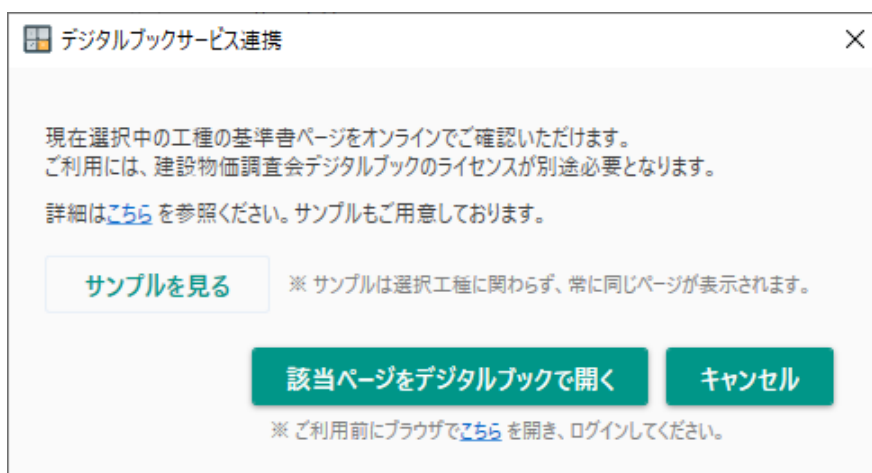 デジタルブックサービス連携
現在選択中の工種の基準書ページをオンラインでご確認いただけます。
ご利用には、建設物価調査会デジタルブックのライセンスが別途必要となります。
詳細はこちら を参照ください。サンプルもご用意しております。
サンプルを見る ※ サンプルは選択工種に関わらず、常に同じページが表示されます。
該当ページをデジタルブックで開く キャンセル
※ ご利用前にブラウザでこちら を開き、ログインしてください。